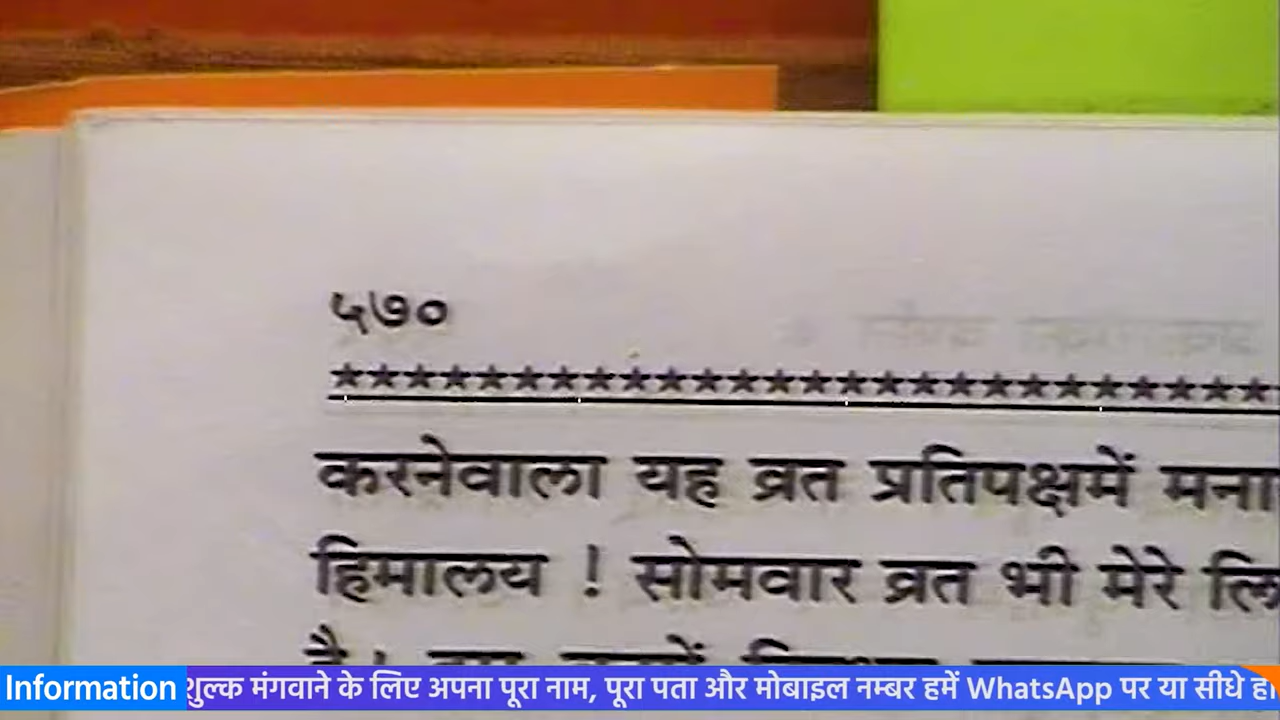 ५७०
★★★★★★★★★★★★★★★★★★★★★★★★★★
करनेवाला यह व्रत प्रतिपक्षमें
हिमालय ! सोमवार व्रत भी मेरे
Information शुल्क मंगवाने के लिए अपना पूरा नाम, पूरा पता और मोबाइल नम्बर हमें WhatsApp पर या सीधे